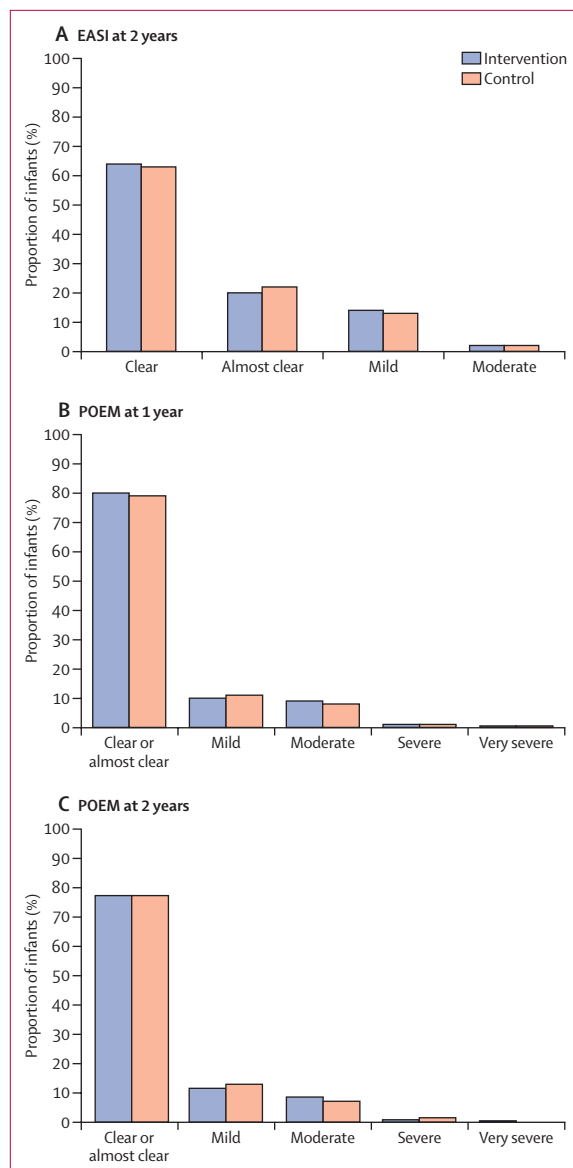 A EASI at 2 years
Intervention
Control
Proportion of infants (%)
100
90
80
70
60
50
40
30
20
10
0
Clear
Almost clear
Mild
Moderate
B POEM at 1 year
Proportion of infants (%)
100
90
80
70
60
50
40
30
20
10
0
Clear or
almost clear
Mild
Moderate
Severe
Very severe
C POEM at 2 years
Proportion of infants (%)
100
90
80
70
60
50
40
30
20
10
0
Clear or
almost clear
Mild
Moderate
Severe
Very severe